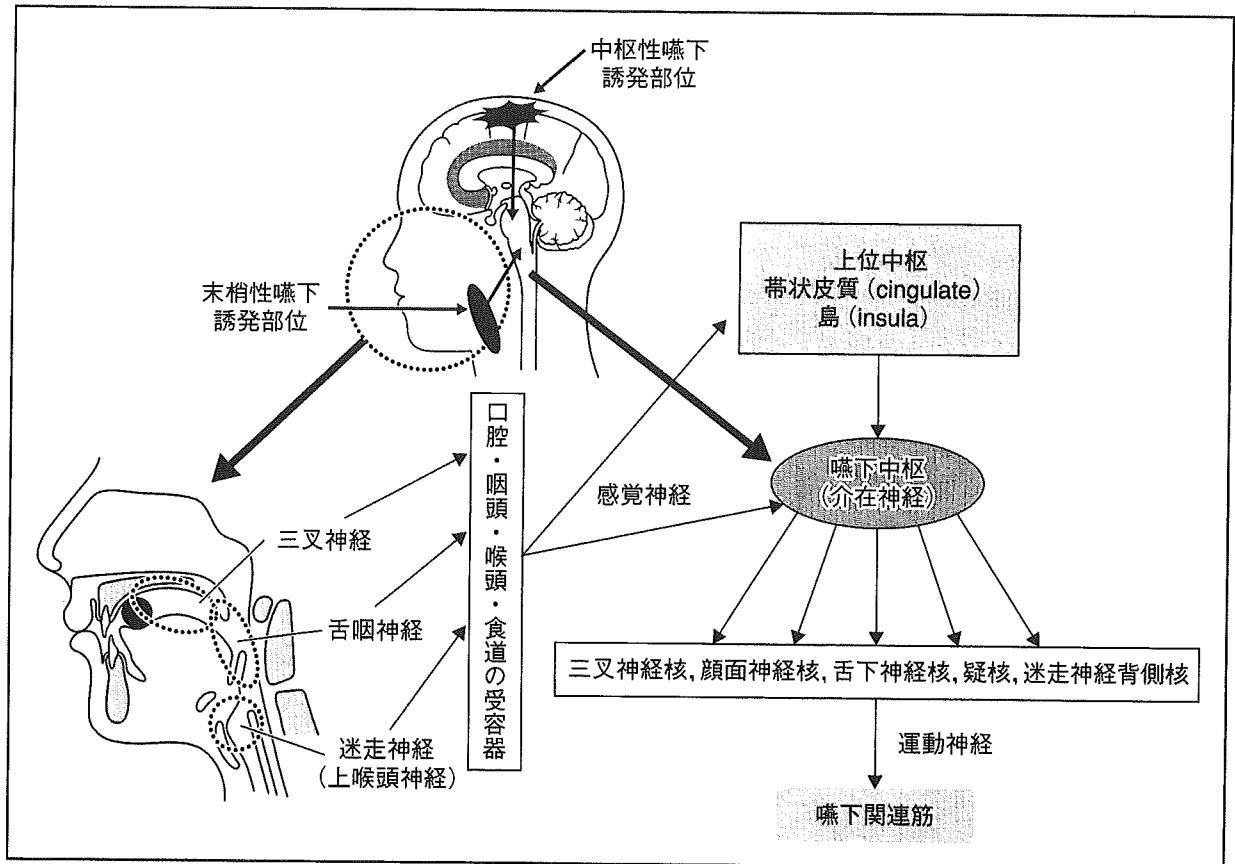 中枢性嚥下
誘発部位
末梢性嚥下
誘発部位
上位中枢
帯状皮質(cingulate)
島(insula)
嚥下中枢
(介在神経)
感覚神経
口腔・咽頭・喉頭・食道の受容器
三叉神経
舌咽神経
迷走神経
(上喉頭神経)
三叉神経核,顔面神経核,舌下神経核,疑核,迷走神経背側核
運動神経
嚥下関連筋